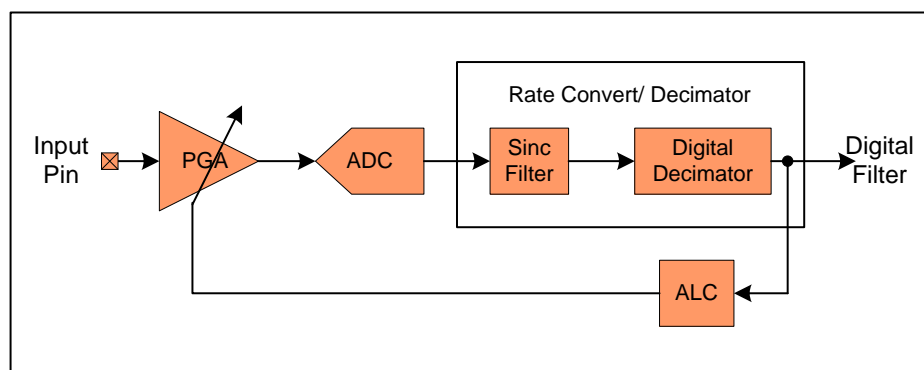 Rate Convert/ Decimator
Input
Pin
PGA
ADC
Sinc
Filter
Digital
Decimator
Digital
Filter
ALC